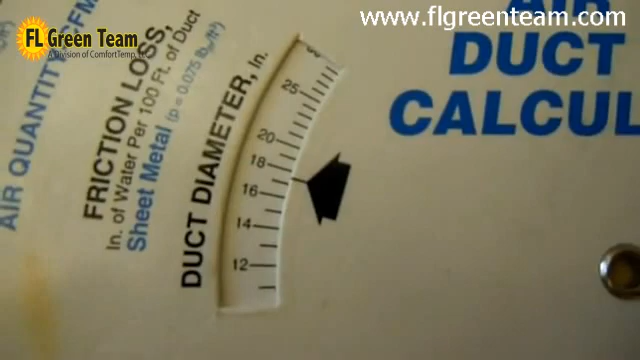 www.flgreenteam.com
FL Green Team
A Division of ComfortTemp
AIR QUANTITY, CFM
FRICTION LOSS,
In. of Water Per 100 Ft. of Duct
Sheet Metal (p = 0.075 lbm/ft³)
DUCT DIAMETER, In.
25
20
18
16
14
12
AIR
DUCT
CALCUL